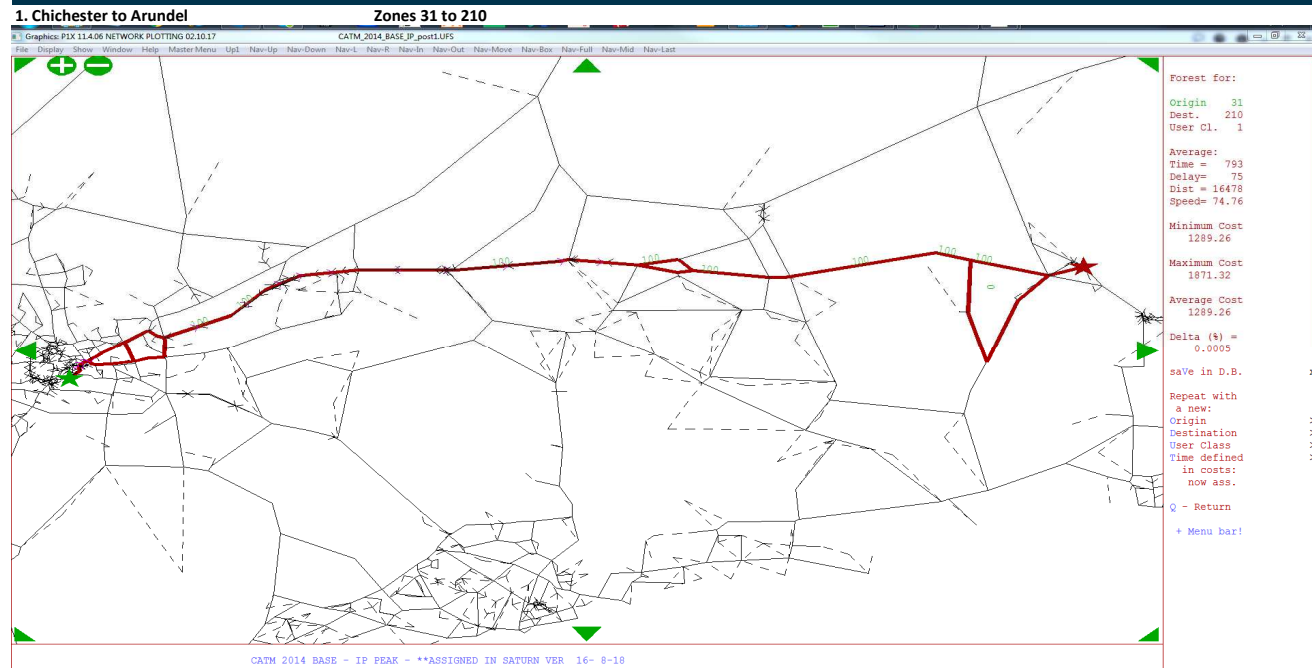 1. Chichester to Arundel Zones 31 to 210
Graphics: P1X 11.4.06 NETWORK PLOTTING 02.10.17 CATM_2014_BASE_IP_post1.UFS
File Display Show Window Help Master Menu Up1 Nav-Up Nav-Down Nav-L Nav-R Nav-In Nav-Out Nav-Move Nav-Box Nav-Full Nav-Mid Nav-Last
Forest for:
Origin 31
Dest. 210
User Cl. 1
Average:
Time = 793
Delay= 75
Dist = 16478
Speed= 74.76
Minimum Cost
1289.26
Maximum Cost
1871.32
Average Cost
1289.26
Delta (%) =
0.0005
saVe in D.B.
Repeat with
a new:
Origin
Destination
User Class
Time defined
in costs:
now ass.
Q - Return
+ Menu bar!
100
100
100
100
100
100
0
CATM 2014 BASE - IP PEAK - **ASSIGNED IN SATURN VER 16- 8-18